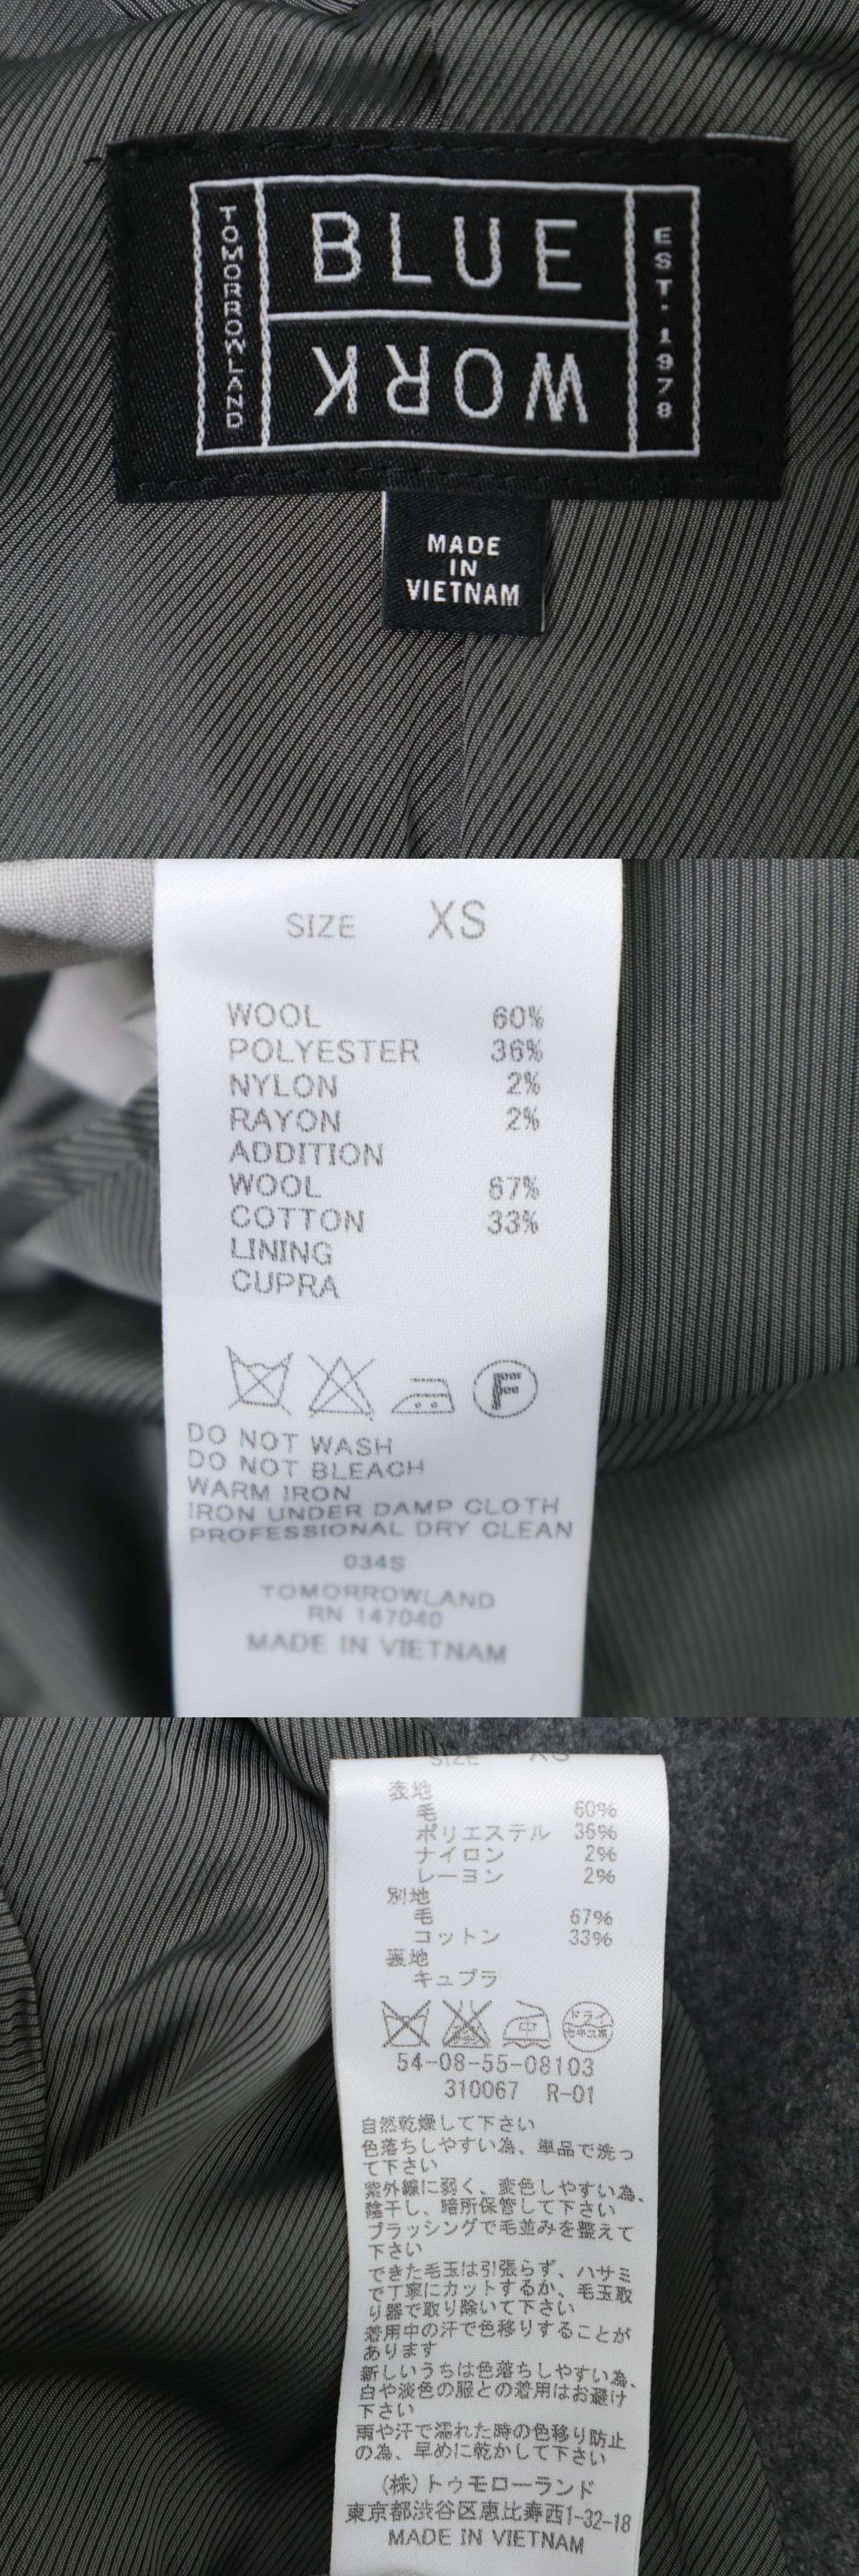 TOMORROWLAND
BLUE
WORK
EST. 1978
MADE
IN
VIETNAM
SIZE XS
WOOL 60%
POLYESTER 36%
NYLON 2%
RAYON 2%
ADDITION
WOOL 67%
COTTON 33%
LINING
CUPRA
F
DO NOT WASH
DO NOT BLEACH
WARM IRON
IRON UNDER DAMP CLOTH
PROFESSIONAL DRY CLEAN
034S
TOMORROWLAND
RN 147040
MADE IN VIETNAM
SIZE XS
表地
毛 60%
ポリエステル 36%
ナイロン 2%
レーヨン 2%
別地
毛 67%
コットン 33%
裏地
キュプラ
中 ドライ
セキユ系
54-08-55-08103
310067 R-01
自然乾燥して下さい
色落ちしやすい為、単品で洗っ
て下さい
紫外線に弱く、変色しやすい為、
陰干し、暗所保管して下さい
ブラッシングで毛並みを整えて
下さい
できた毛玉は引張らず、ハサミ
で丁寧にカットするか、毛玉取
り器で取り除いて下さい
着用中の汗で色移りすることが
あります
新しいうちは色落ちしやすい為、
白や淡色の服との着用はお避け
下さい
雨や汗で濡れた時の色移り防止
の為、早めに乾かして下さい
(株)トゥモローランド
東京都渋谷区恵比寿西1-32-18
MADE IN VIETNAM